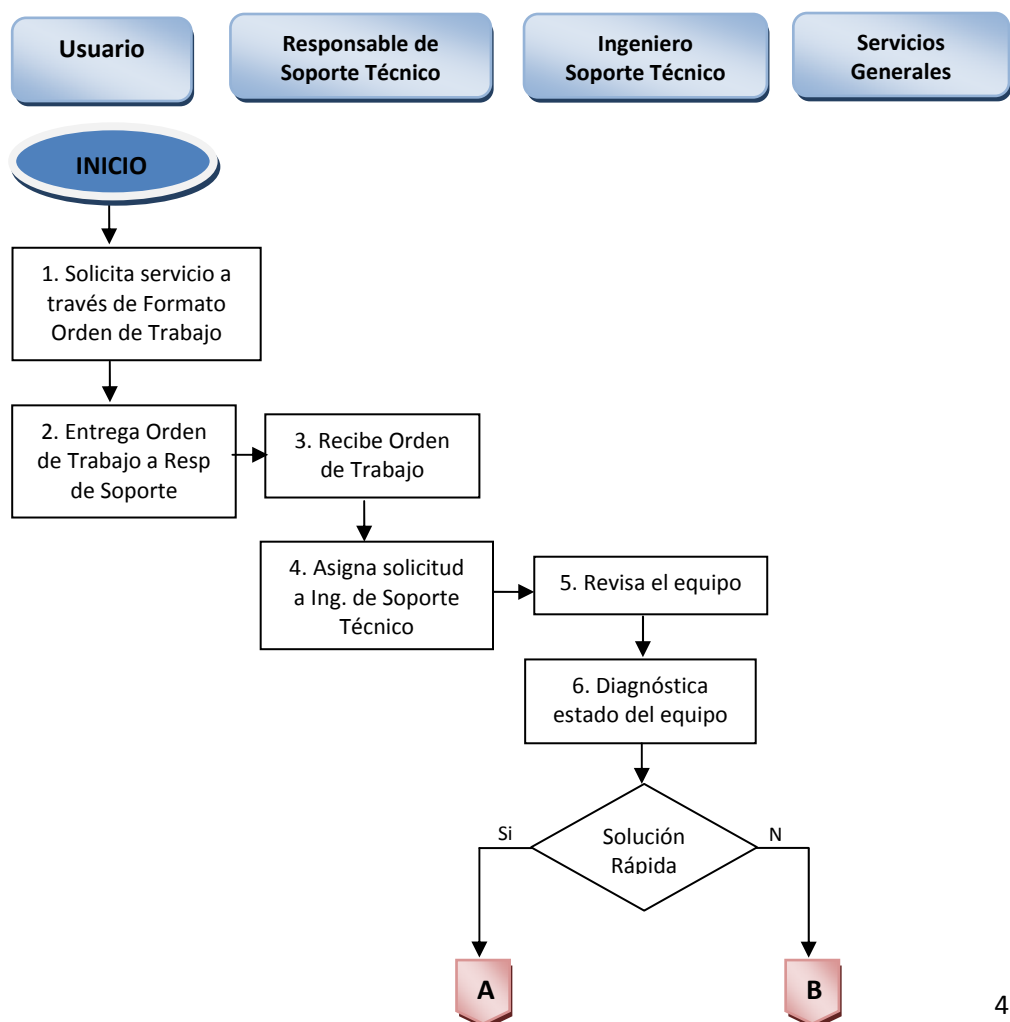 Usuario
Responsable de
Soporte Técnico
Ingeniero
Soporte Técnico
Servicios
Generales
INICIO
1. Solicita servicio a
través de Formato
Orden de Trabajo
2. Entrega Orden
de Trabajo a Resp
de Soporte
3. Recibe Orden
de Trabajo
4. Asigna solicitud
a Ing. de Soporte
Técnico
5. Revisa el equipo
6. Diagnóstica
estado del equipo
Si
Solución
Rápida
N
A
B
4